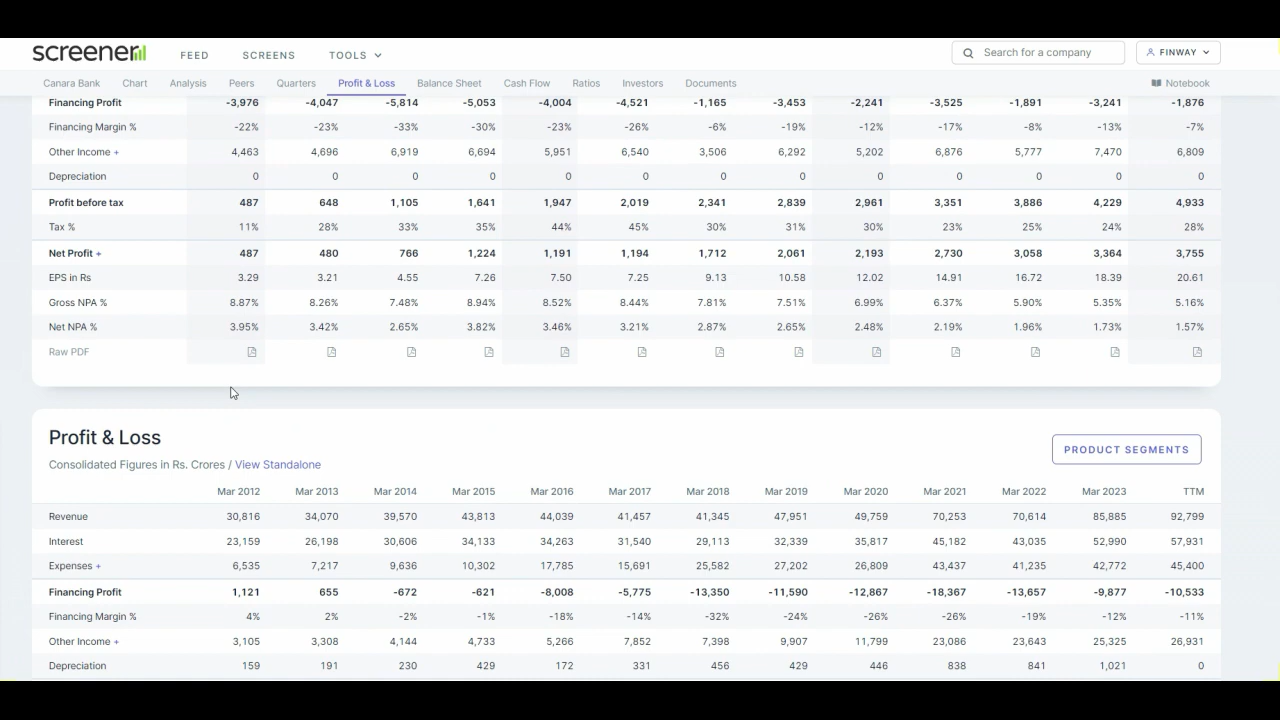 screener FEED SCREENS TOOLS Search for a company FINWAY
Canara Bank Chart Analysis Peers Quarters Profit & Loss Balance Sheet Cash Flow Ratios Investors Documents Notebook
Financing Profit -3,976 -4,047 -5,814 -5,053 -4,004 -4,521 -1,165 -3,453 -2,241 -3,525 -1,891 -3,241 -1,876
Financing Margin % -22% -23% -33% -30% -23% -26% -6% -19% -12% -17% -8% -13% -7%
Other Income + 4,463 4,696 6,919 6,694 5,951 6,540 3,506 6,292 5,202 6,876 5,777 7,470 6,809
Depreciation 0 0 0 0 0 0 0 0 0 0 0 0 0
Profit before tax 487 648 1,105 1,641 1,947 2,019 2,341 2,839 2,961 3,351 3,886 4,229 4,933
Tax % 11% 28% 33% 35% 44% 45% 30% 31% 30% 23% 25% 24% 28%
Net Profit + 487 480 766 1,224 1,191 1,194 1,712 2,061 2,193 2,730 3,058 3,364 3,755
EPS in Rs 3.29 3.21 4.55 7.26 7.50 7.25 9.13 10.58 12.02 14.91 16.72 18.39 20.61
Gross NPA % 8.87% 8.26% 7.48% 8.94% 8.52% 8.44% 7.81% 7.51% 6.99% 6.37% 5.90% 5.35% 5.16%
Net NPA % 3.95% 3.42% 2.65% 3.82% 3.46% 3.21% 2.87% 2.65% 2.48% 2.19% 1.96% 1.73% 1.57%
Raw PDF
Profit & Loss
Consolidated Figures in Rs. Crores / View Standalone
PRODUCT SEGMENTS
Mar 2012 Mar 2013 Mar 2014 Mar 2015 Mar 2016 Mar 2017 Mar 2018 Mar 2019 Mar 2020 Mar 2021 Mar 2022 Mar 2023 TTM
Revenue 30,816 34,070 39,570 43,813 44,039 41,457 41,345 47,951 49,759 70,253 70,614 85,885 92,799
Interest 23,159 26,198 30,606 34,133 34,263 31,540 29,113 32,339 35,817 45,182 43,035 52,990 57,931
Expenses + 6,535 7,217 9,636 10,302 17,785 15,691 25,582 27,202 26,809 43,437 41,235 42,772 45,400
Financing Profit 1,121 655 -672 -621 -8,008 -5,775 -13,350 -11,590 -12,867 -18,367 -13,657 -9,877 -10,533
Financing Margin % 4% 2% -2% -1% -18% -14% -32% -24% -26% -26% -19% -12% -11%
Other Income + 3,105 3,308 4,144 4,733 5,266 7,852 7,398 9,907 11,799 23,086 23,643 25,325 26,931
Depreciation 159 191 230 429 172 331 456 429 446 838 841 1,021 0